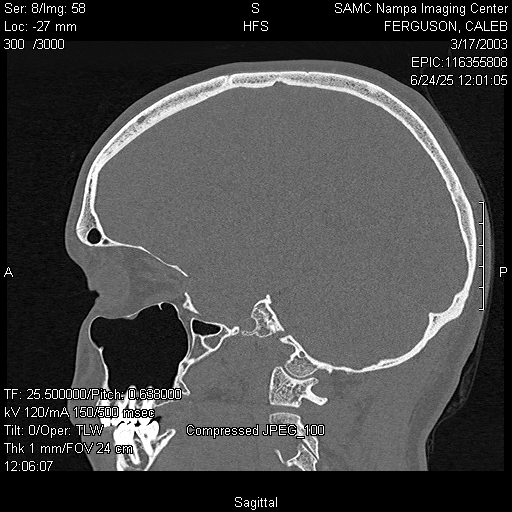 Ser: 8/Img: 58
Loc: -27 mm
300 /3000
S
HFS
SAMC Nampa Imaging Center
FERGUSON, CALEB
3/17/2003
EPIC:116355808
6/24/25 12:01:05
A
P
TF: 25.500000/Pitch: 0.698000
kV 120/mA 150/500 msec
Tilt: 0/Oper: TLW
Compressed JPEG_100
Thk 1 mm/FOV 24 cm
12:06:07
Sagittal